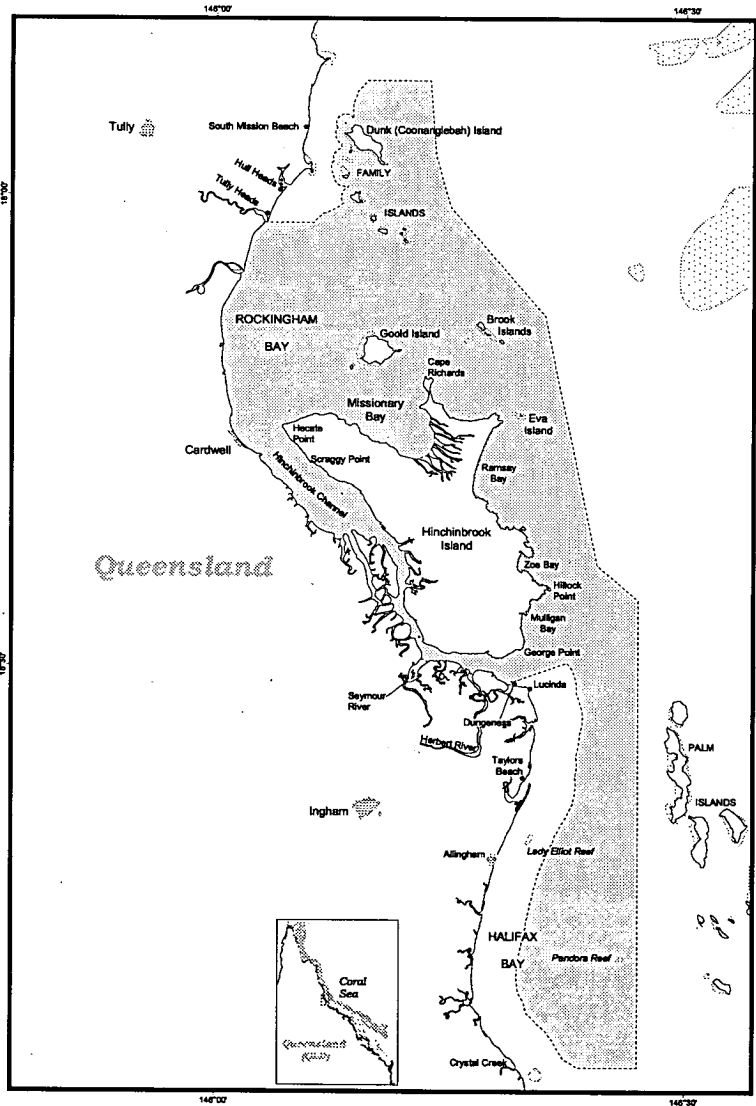 146°00'
146°30'
Tully
South Mission Beach
Dunk (Coonanglebah) Island
Hull Heads
FAMILY
Tully Heads
18°00'
ISLANDS
ROCKINGHAM
BAY
Goold Island
Brook
Islands
Cape
Richards
Missionary
Bay
Eva
Island
Hecate
Point
Cardwell
Scraggy Point
Ramsay
Bay
Hinchinbrook Channel
Hinchinbrook
Island
Queensland
Zoe Bay
Hillock
Point
Mulligan
Bay
George Point
18°30'
Seymour
River
Lucinda
Dungeness
Herbert River
PALM
Taylors
Beach
ISLANDS
Ingham
Allingham
Lady Elliot Reef
HALIFAX
BAY
Pandora Reef
Coral
Sea
Queensland
Crystal Creek
146°00'
146°30'